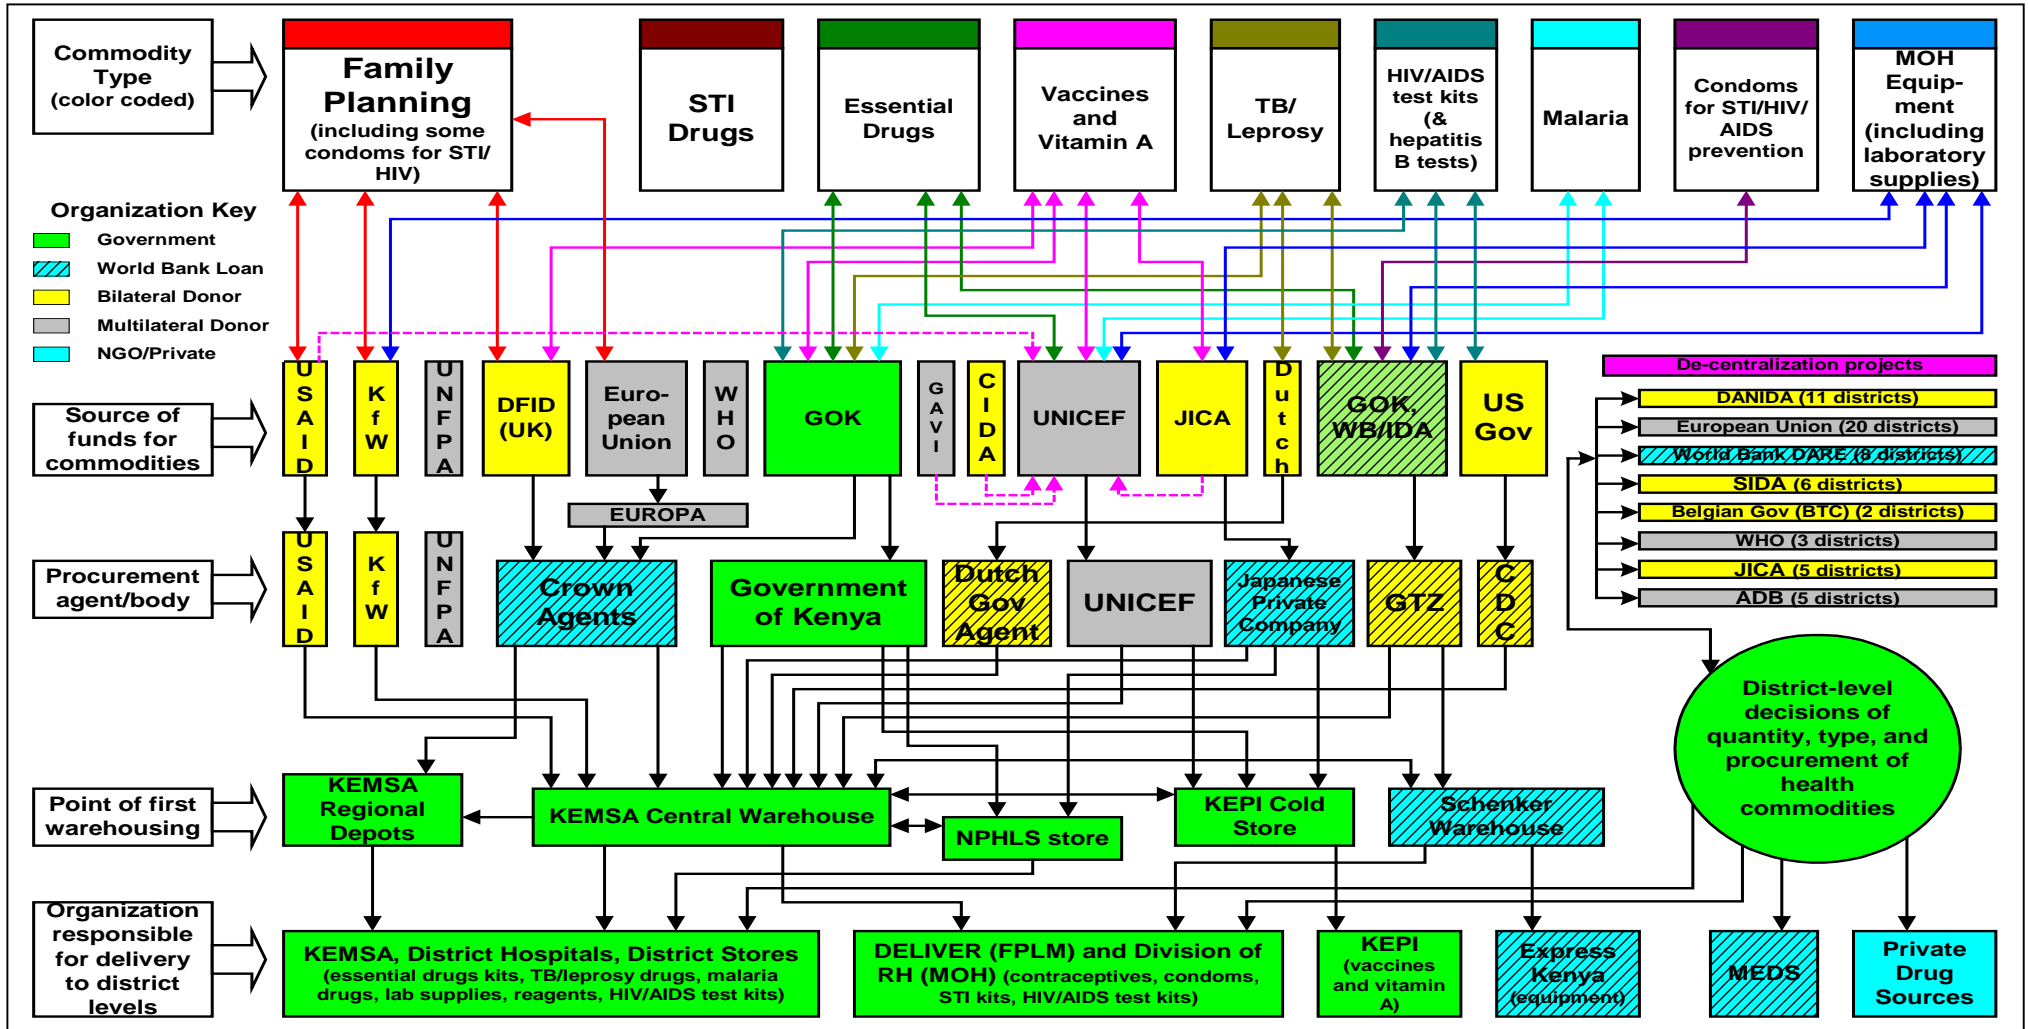 Commodity
Type
(color coded)
Family
Planning
(including some
condoms for STI/
HIV)
STI
Drugs
Essential
Drugs
Vaccines
and
Vitamin A
TB/
Leprosy
HIV/AIDS
test kits
(&
hepatitis
B tests)
Malaria
Condoms
for STI/HIV/
AIDS
prevention
MOH
Equip-
ment
(including
laboratory
supplies)
Organization Key
Government
World Bank Loan
Bilateral Donor
Multilateral Donor
NGO/Private
Source of
funds for
commodities
USAID
KfW
UNFPA
DFID
(UK)
Euro-
pean
Union
WHO
GOK
GAVI
CIDA
UNICEF
JICA
Dutch
GOK,
WB/IDA
US
Gov
EUROPA
De-centralization projects
DANIDA (11 districts)
European Union (20 districts)
World Bank DARE (8 districts)
SIDA (6 districts)
Belgian Gov (BTC) (2 districts)
WHO (3 districts)
JICA (5 districts)
ADB (5 districts)
Procurement
agent/body
USAID
KfW
UNFPA
Crown
Agents
Government
of Kenya
Dutch
Gov
Agent
UNICEF
Japanese
Private
Company
GTZ
CDC
District-level
decisions of
quantity, type, and
procurement of
health
commodities
Point of first
warehousing
KEMSA
Regional
Depots
KEMSA Central Warehouse
NPHLS store
KEPI Cold
Store
Schenker
Warehouse
Organization
responsible
for delivery
to district
levels
KEMSA, District Hospitals, District Stores
(essential drugs kits, TB/leprosy drugs, malaria
drugs, lab supplies, reagents, HIV/AIDS test kits)
DELIVER (FPLM) and Division of
RH (MOH) (contraceptives, condoms,
STI kits, HIV/AIDS test kits)
KEPI
(vaccines
and vitamin
A)
Express
Kenya
(equipment)
MEDS
Private
Drug
Sources